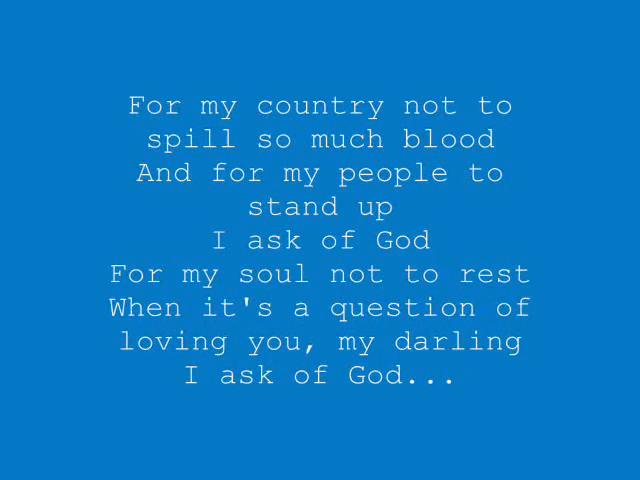 For my country not to
spill so much blood
And for my people to
stand up
I ask of God
For my soul not to rest
When it's a question of
loving you, my darling
I ask of God...